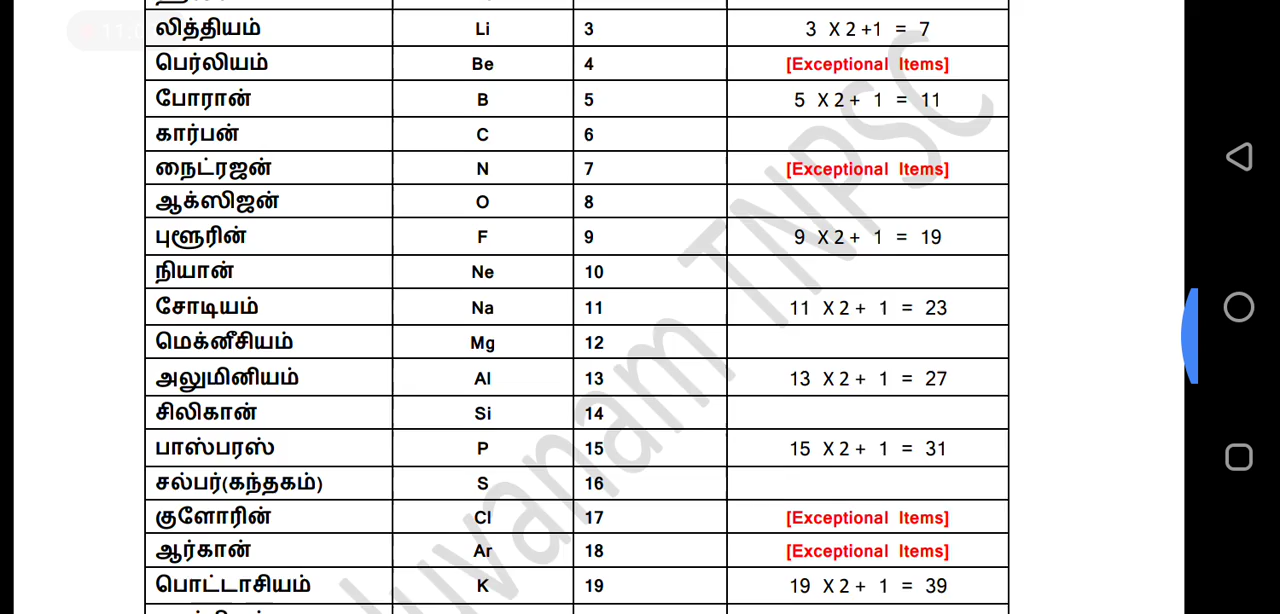 லித்தியம் Li 3 3 X 2 +1 = 7
பெர்லியம் Be 4 [Exceptional Items]
போரான் B 5 5 X 2 + 1 = 11
கார்பன் C 6
நைட்ரஜன் N 7 [Exceptional Items]
ஆக்ஸிஜன் O 8
புளூரின் F 9 9 X 2 + 1 = 19
நியான் Ne 10
சோடியம் Na 11 11 X 2 + 1 = 23
மெக்னீசியம் Mg 12
அலுமினியம் Al 13 13 X 2 + 1 = 27
சிலிகான் Si 14
பாஸ்பரஸ் P 15 15 X 2 + 1 = 31
சல்பர்(கந்தகம்) S 16
குளோரின் Cl 17 [Exceptional Items]
ஆர்கான் Ar 18 [Exceptional Items]
பொட்டாசியம் K 19 19 X 2 + 1 = 39
TNPSC